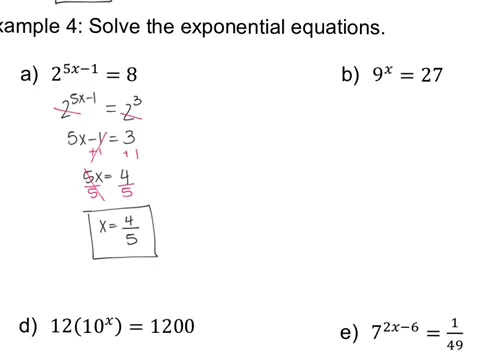 xample 4: Solve the exponential equations.
a) 2^(5x−1) = 8
b) 9^x = 27
2^(5x-1) = 2^3
5x-1 = 3
+1 +1
5x = 4
5 5
x = 4/5
d) 12(10^x) = 1200
e) 7^(2x−6) = 1/49